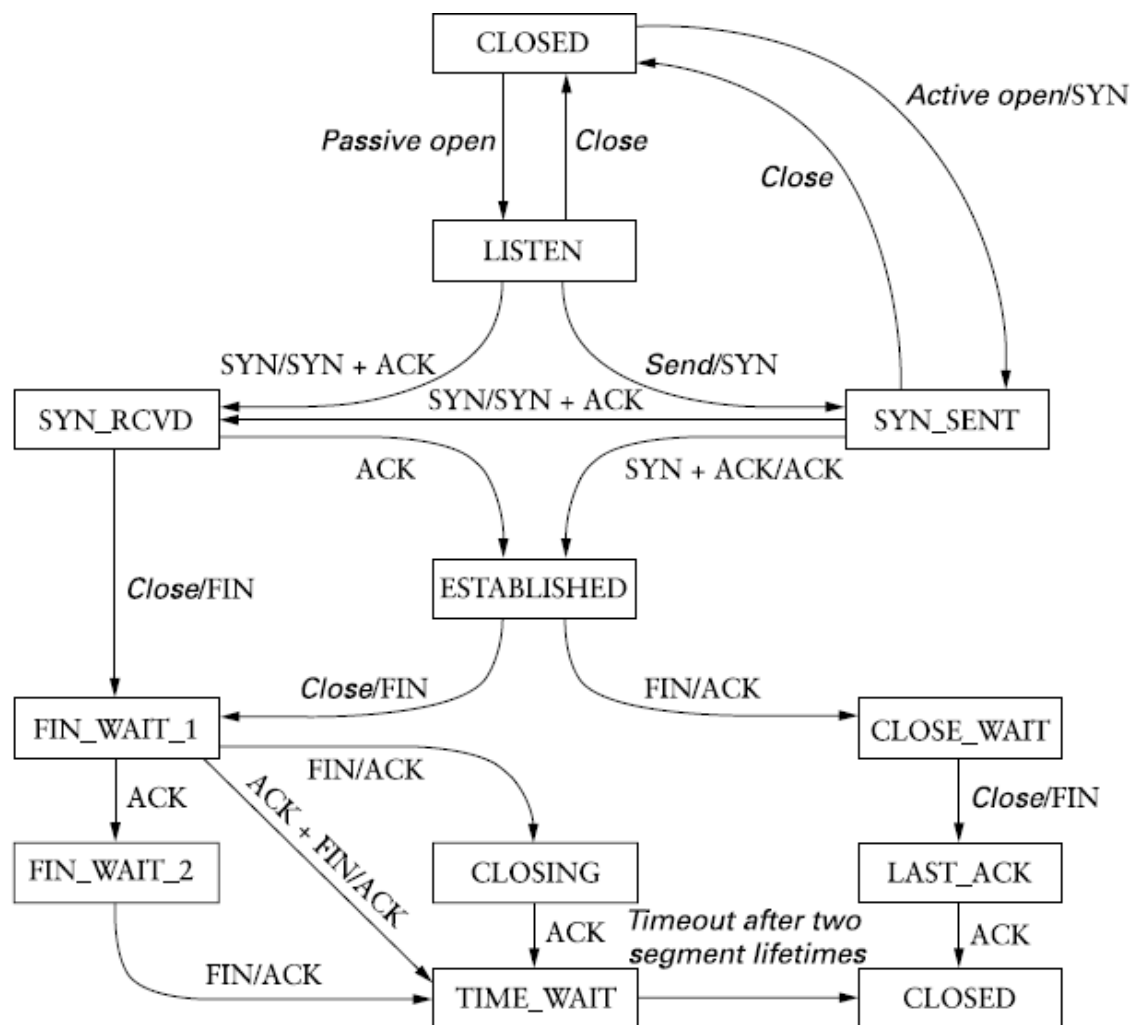 CLOSED
Active open/SYN
Passive open
Close
Close
LISTEN
SYN/SYN + ACK
Send/SYN
SYN/SYN + ACK
SYN_RCVD
SYN_SENT
ACK
SYN + ACK/ACK
Close/FIN
ESTABLISHED
Close/FIN
FIN/ACK
FIN_WAIT_1
CLOSE_WAIT
FIN/ACK
ACK
ACK + FIN/ACK
Close/FIN
FIN_WAIT_2
CLOSING
LAST_ACK
Timeout after two
segment lifetimes
ACK
ACK
FIN/ACK
TIME_WAIT
CLOSED